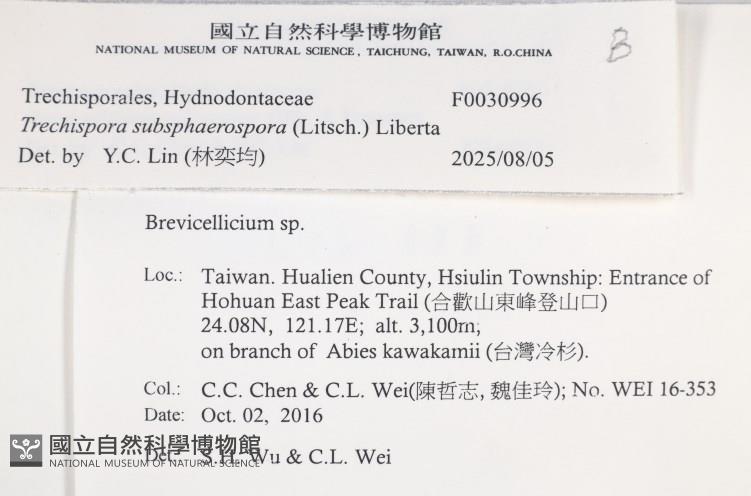 國立自然科學博物館
NATIONAL MUSEUM OF NATURAL SCIENCE, TAICHUNG, TAIWAN, R.O.CHINA
B
Trechisporales, Hydnodontaceae F0030996
Trechispora subsphaerospora (Litsch.) Liberta
Det. by Y.C. Lin (林奕均) 2025/08/05
Brevicellicium sp.
Loc.: Taiwan. Hualien County, Hsiulin Township: Entrance of
Hohuan East Peak Trail (合歡山東峰登山口)
24.08N, 121.17E; alt. 3,100m;
on branch of Abies kawakamii (台灣冷杉).
Col.: C.C. Chen & C.L. Wei(陳哲志, 魏佳玲); No. WEI 16-353
Date: Oct. 02, 2016
國立自然科學博物館
NATIONAL MUSEUM OF NATURAL SCIENCE
Det.: S.H. Wu & C.L. Wei